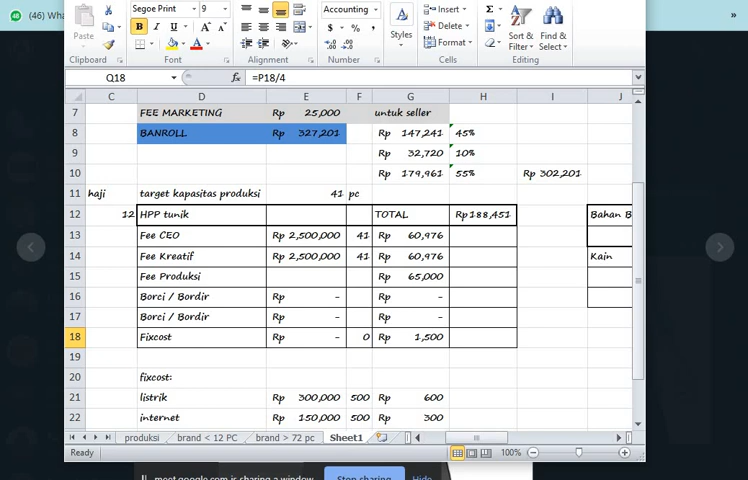 (46) Wha
»
Segoe Print
9
Accounting
Σ
Insert
Delete
Format
Paste
B I U
A
$ % ,
Styles
Sort &
Filter
Find &
Select
Clipboard
Font
Alignment
Number
Cells
Editing
Q18
fx
=P18/4
C D E F G H I J
7 FEE MARKETING Rp 25,000 untuk seller
8 BANROLL Rp 327,201 Rp 147,241 45%
9 Rp 32,720 10%
10 Rp 179,961 55% Rp 302,201
11 haji target kapasitas produksi 41 pc
12 12 HPP tunik TOTAL Rp188,451 Bahan B
13 Fee CEO Rp 2,500,000 41 Rp 60,976
14 Fee Kreatif Rp 2,500,000 41 Rp 60,976 Kain
15 Fee Produksi Rp 65,000
16 Borci / Bordir Rp - Rp -
17 Borci / Bordir Rp - Rp -
18 Fixcost Rp - 0 Rp 1,500
19
20 fixcost:
21 listrik Rp 300,000 500 Rp 600
22 internet Rp 150,000 500 Rp 300
produksi brand < 12 PC brand > 72 pc Sheet1
Ready
100%
meet.google.com is sharing a window.
Stop sharing
Hide